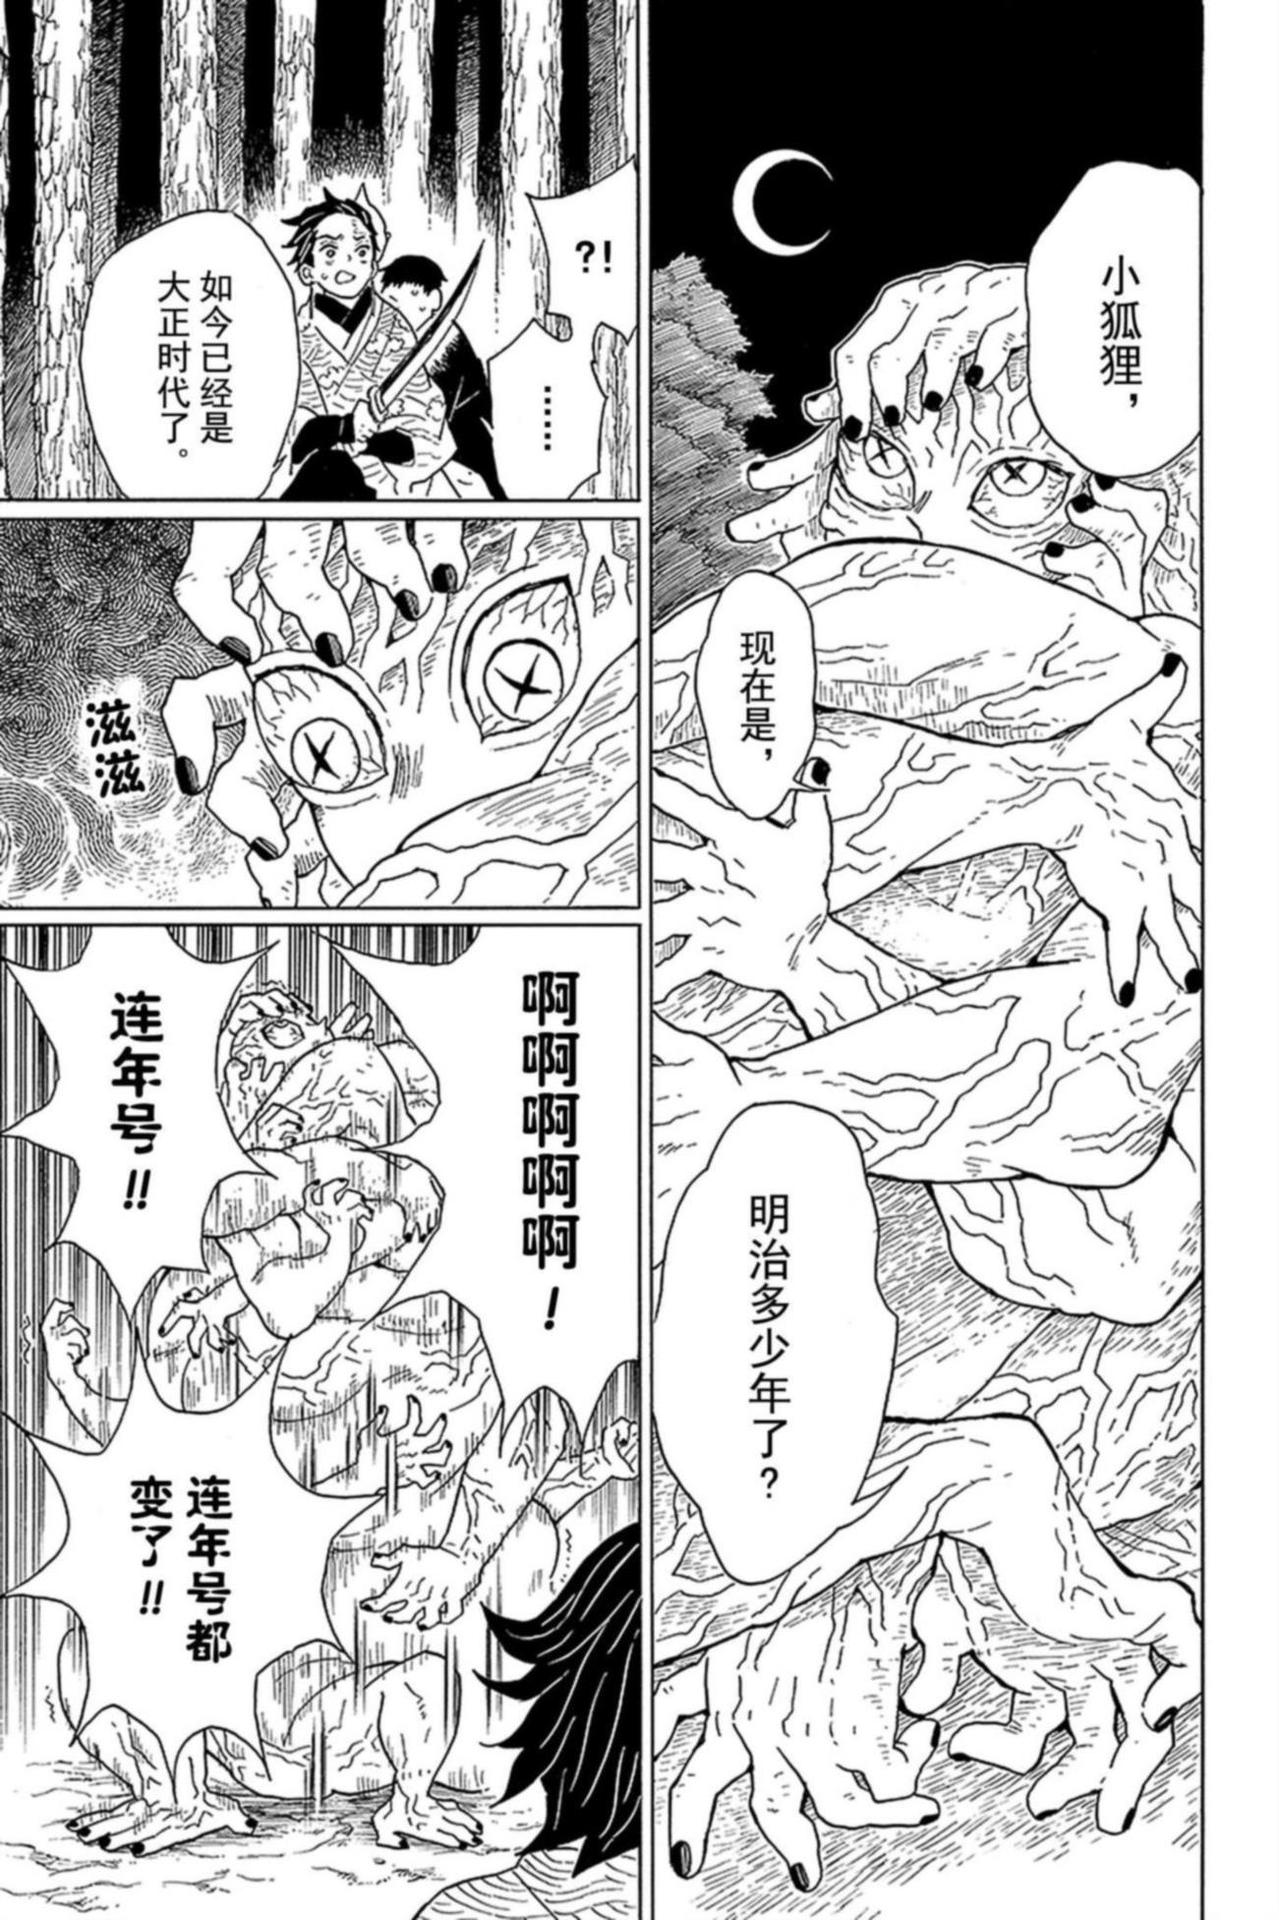 小狐狸，
现在是，
明治多少年了？
?!
……
如今已经是
大正时代了。
滋滋
啊啊啊啊啊！
连年号!!
连年号都
变了!!